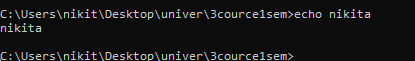 C:\Users\nikit\Desktop\univer\3cource1sem>echo nikita
nikita
C:\Users\nikit\Desktop\univer\3cource1sem>